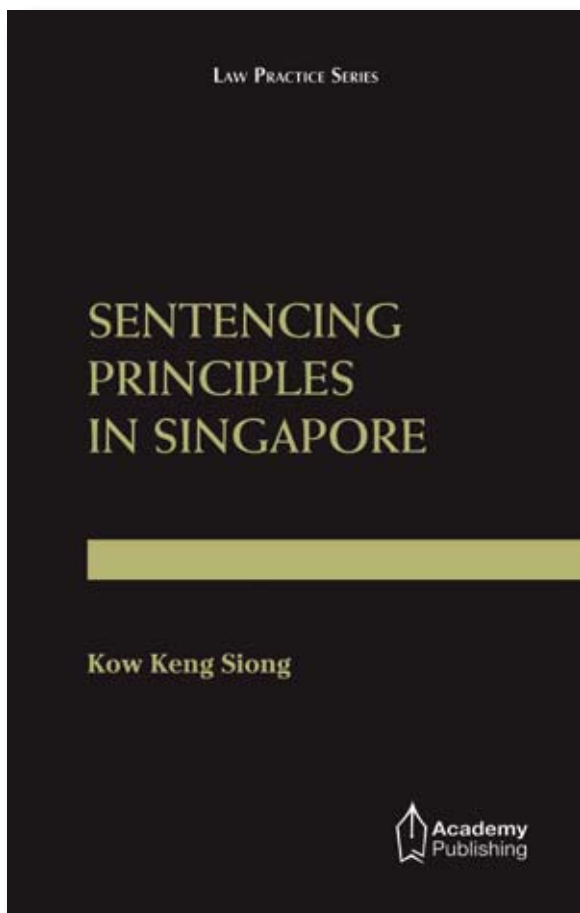 LAW PRACTICE SERIES
SENTENCING
PRINCIPLES
IN SINGAPORE
Kow Keng Siong
Academy
Publishing